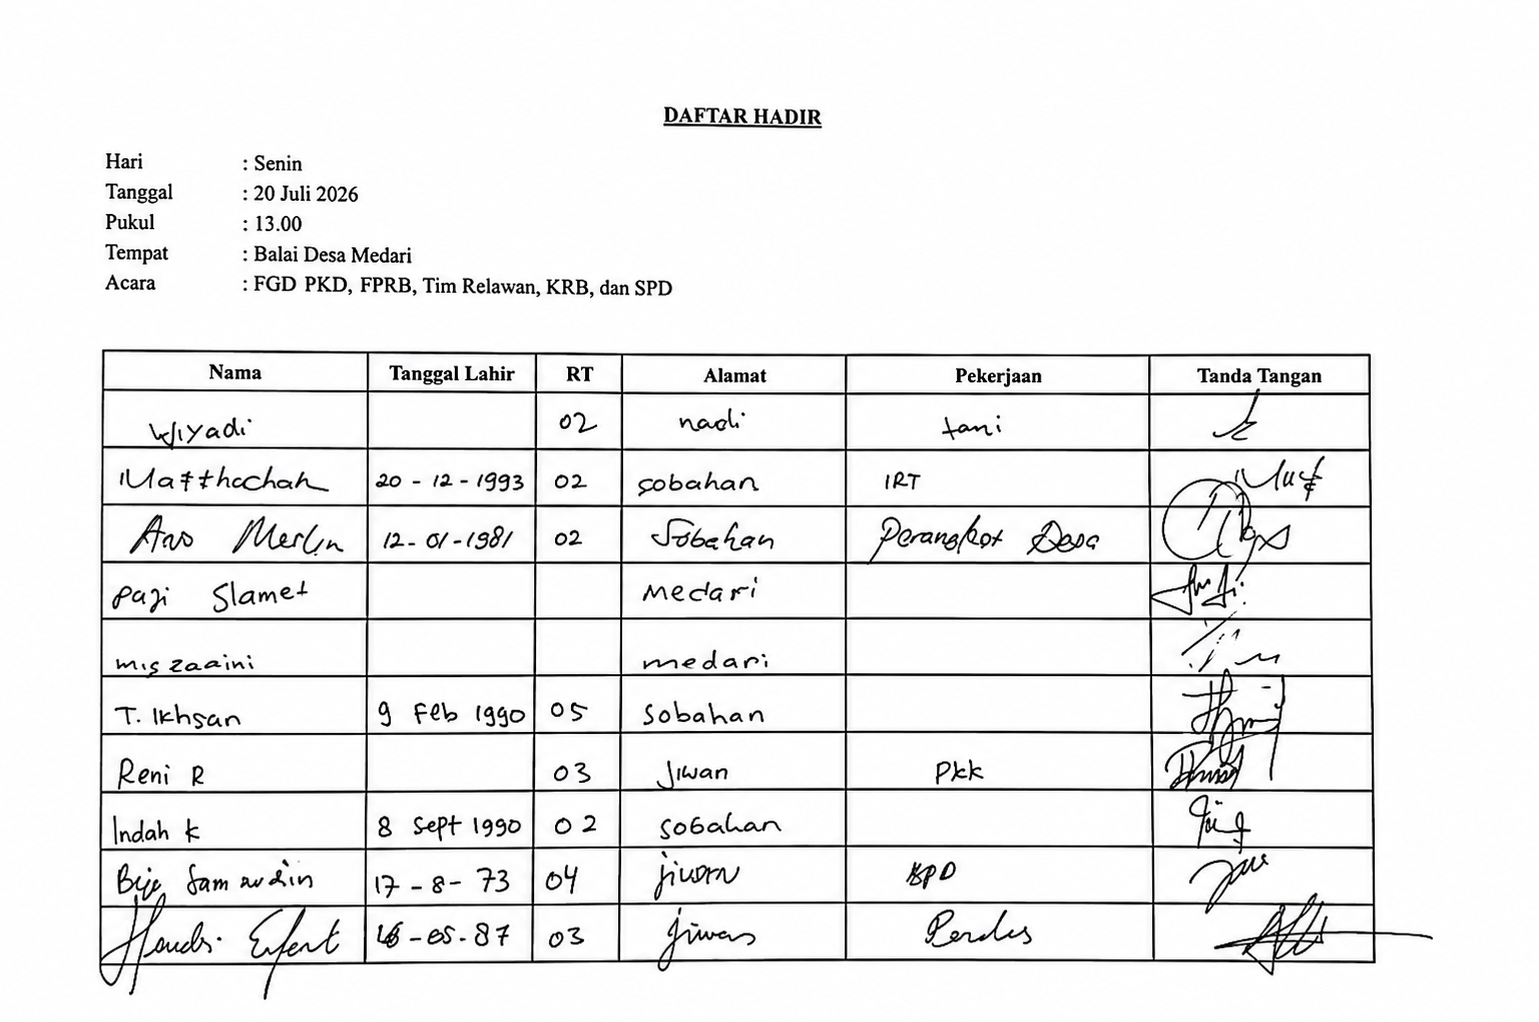 DAFTAR HADIR
Hari : Senin
Tanggal : 20 Juli 2026
Pukul : 13.00
Tempat : Balai Desa Medari
Acara : FGD PKD, FPRB, Tim Relawan, KRB, dan SPD
Nama Tanggal Lahir RT Alamat Pekerjaan Tanda Tangan
Wiyadi 02 nadi tani
20 - 12 - 1993 02 sobahan IRT
Merlin 12 - 01 - 1981 02 Sobahan Perangkat Desa
Slamet Medari
medari
T. Ikhsan 9 Feb 1990 05 Sobahan
Reni R 03 Jiwan PKK
Indah K 8 Sept 1990 02 sobahan
17 - 8 - 73 04 jiwan BPD
05 - 87 03 jiwan